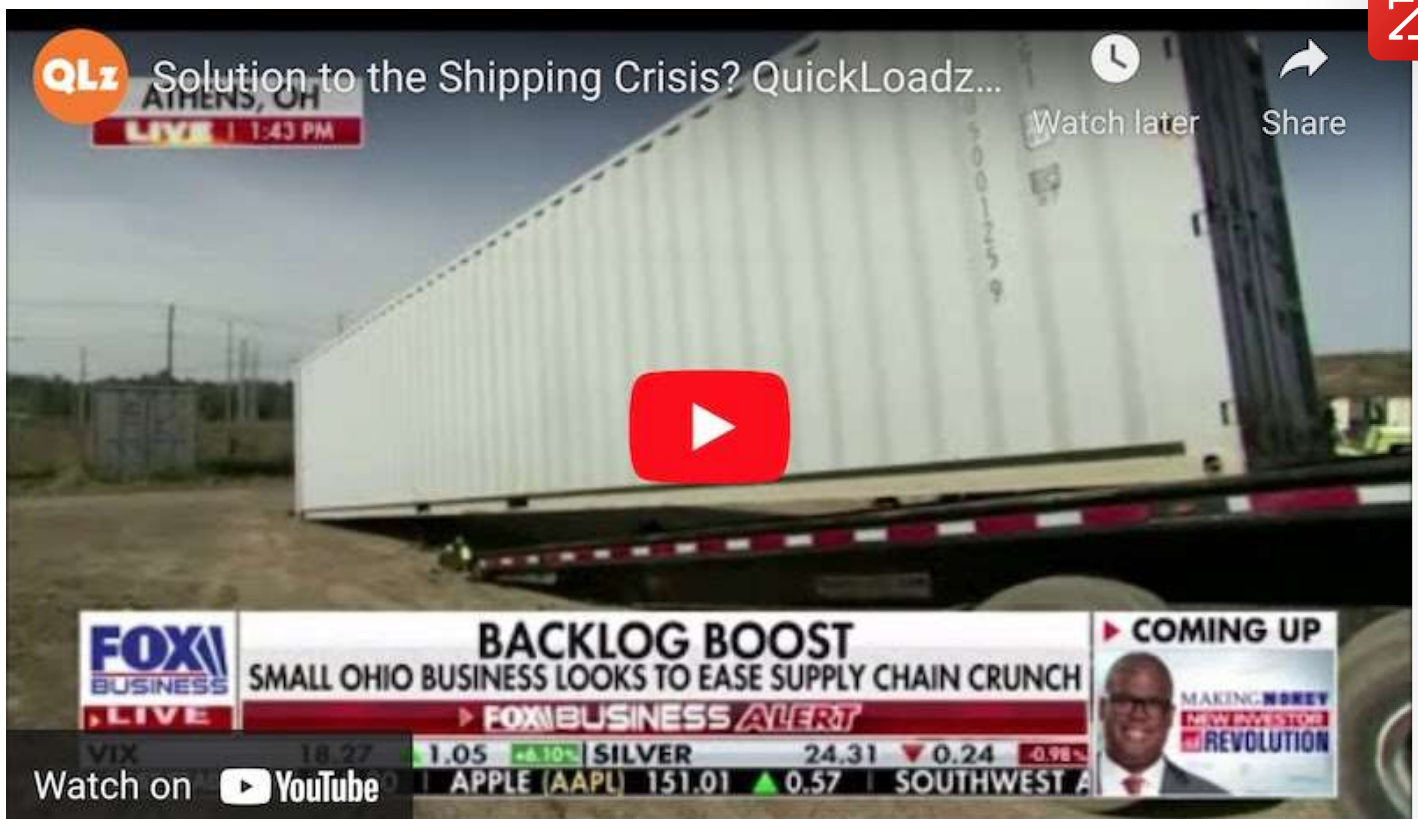 QLz
Solution to the Shipping Crisis? QuickLoadz...
Watch later
Share
ATHENS, OH
LIVE | 1:43 PM
FOX
BUSINESS
LIVE
BACKLOG BOOST
SMALL OHIO BUSINESS LOOKS TO EASE SUPPLY CHAIN CRUNCH
FOX BUSINESS ALERT
COMING UP
MAKING MONEY
NEW INVESTOR
REVOLUTION
VIX 18.27 1.05 +6.10% SILVER 24.31 ▼0.24 -0.98%
APPLE (AAPL) 151.01 ▲0.57 | SOUTHWEST A
Watch on YouTube